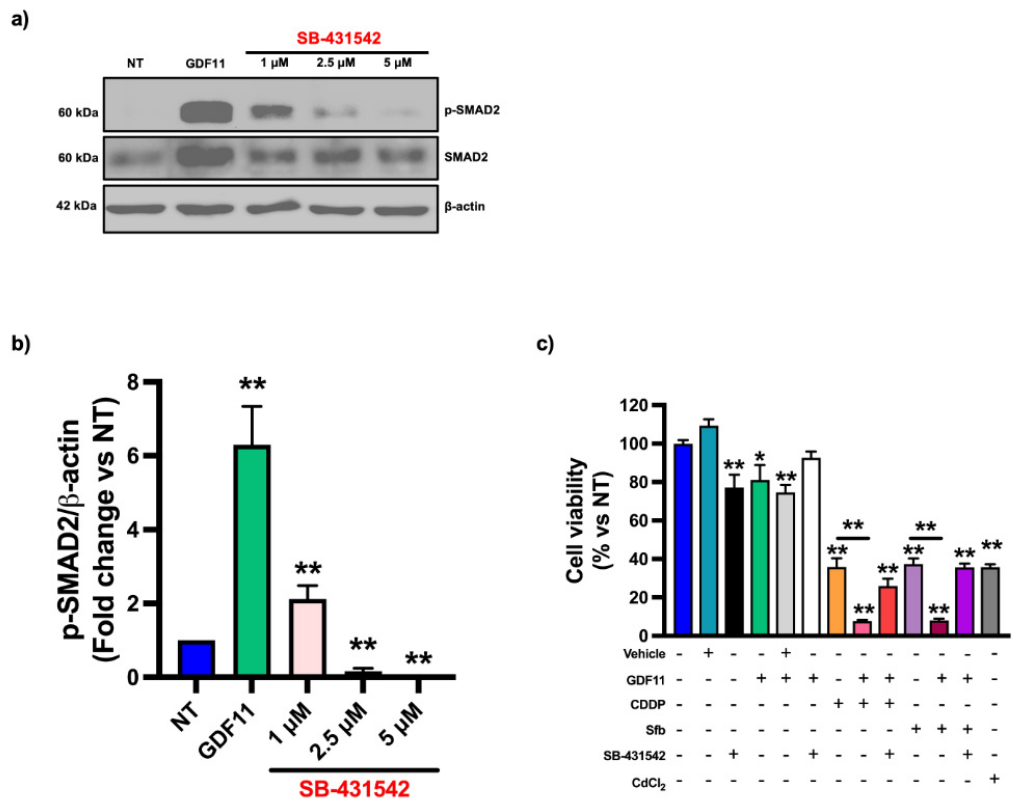 a)
SB-431542
NT GDF11 1 µM 2.5 µM 5 µM
60 kDa p-SMAD2
60 kDa SMAD2
42 kDa β-actin
b)
p-SMAD2/β-actin
(Fold change vs NT)
8
6
4
2
0
**
**
**
**
NT GDF11 1 µM 2.5 µM 5 µM
SB-431542
c)
Cell viability
(% vs NT)
120
100
80
60
40
20
0
** * **
** **
** ** ** ** **
** **
Vehicle - + - - - - - - - - - - -
GDF11 - - - + + + - + + - + + -
CDDP - - - - - - + + + - - - -
Sfb - - - - - - - - - + + + -
SB-431542 - - + - - + - - + - - + -
CdCl₂ - - - - - - - - - - - - +